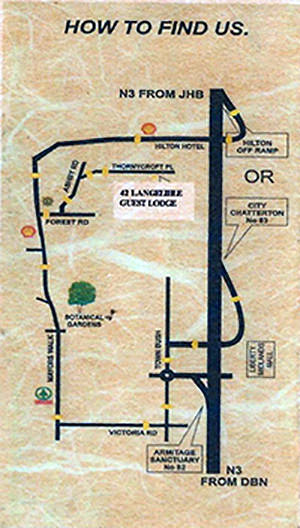 HOW TO FIND US.
N3 FROM JHB
HILTON HOTEL
HILTON
OFF RAMP
ABBIT RD
THORNYCROFT PL
OR
42 LANGELIBLE
GUEST LODGE
FOREST RD
CITY
CHATTERTON
No 83
BOTANICAL
GARDENS
MAYORS WALK
TOWN BUSH
LIBERTY
MIDLANDS
MALL
VICTORIA RD
ARMITAGE
SANCTUARY
No 82
N3
FROM DBN